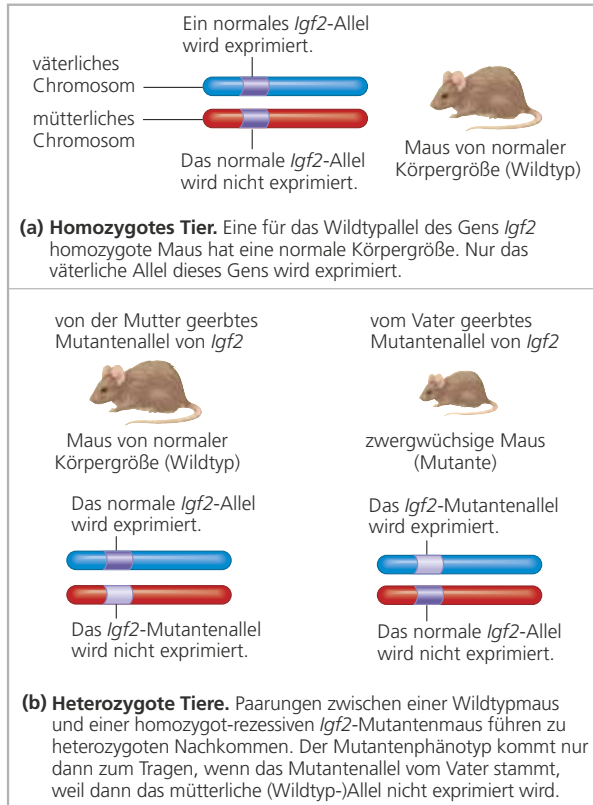 Ein normales Igf2-Allel
wird exprimiert.
väterliches
Chromosom
mütterliches
Chromosom
Das normale Igf2-Allel
wird nicht exprimiert.
Maus von normaler
Körpergröße (Wildtyp)
(a) Homozygotes Tier. Eine für das Wildtypallel des Gens Igf2
homozygote Maus hat eine normale Körpergröße. Nur das
väterliche Allel dieses Gens wird exprimiert.
von der Mutter geerbtes
Mutantenallel von Igf2
Maus von normaler
Körpergröße (Wildtyp)
Das normale Igf2-Allel
wird exprimiert.
Das Igf2-Mutantenallel
wird nicht exprimiert.
vom Vater geerbtes
Mutantenallel von Igf2
zwergwüchsige Maus
(Mutante)
Das Igf2-Mutantenallel
wird exprimiert.
Das normale Igf2-Allel
wird nicht exprimiert.
(b) Heterozygote Tiere. Paarungen zwischen einer Wildtypmaus
und einer homozygot-rezessiven Igf2-Mutantenmaus führen zu
heterozygoten Nachkommen. Der Mutantenphänotyp kommt nur
dann zum Tragen, wenn das Mutantenallel vom Vater stammt,
weil dann das mütterliche (Wildtyp-)Allel nicht exprimiert wird.